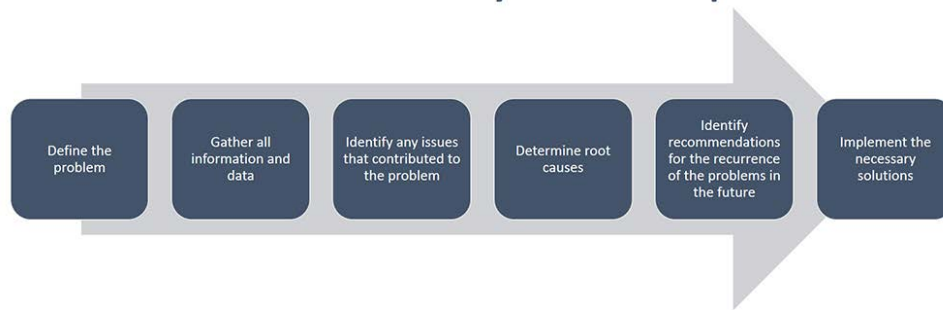 Define the
problem
Gather all
information and
data
Identify any issues
that contributed to
the problem
Determine root
causes
Identify
recommendations
for the recurrence
of the problems in
the future
Implement the
necessary
solutions